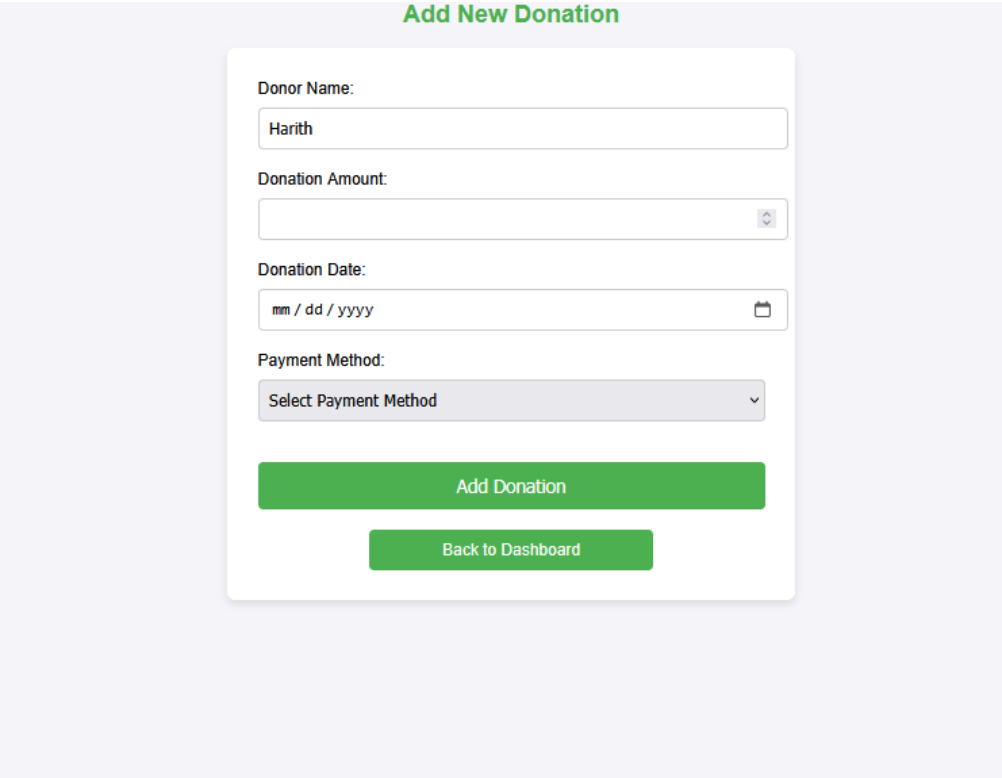 Add New Donation
Donor Name:
Harith
Donation Amount:
Donation Date:
mm / dd / yyyy
Payment Method:
Select Payment Method
Add Donation
Back to Dashboard